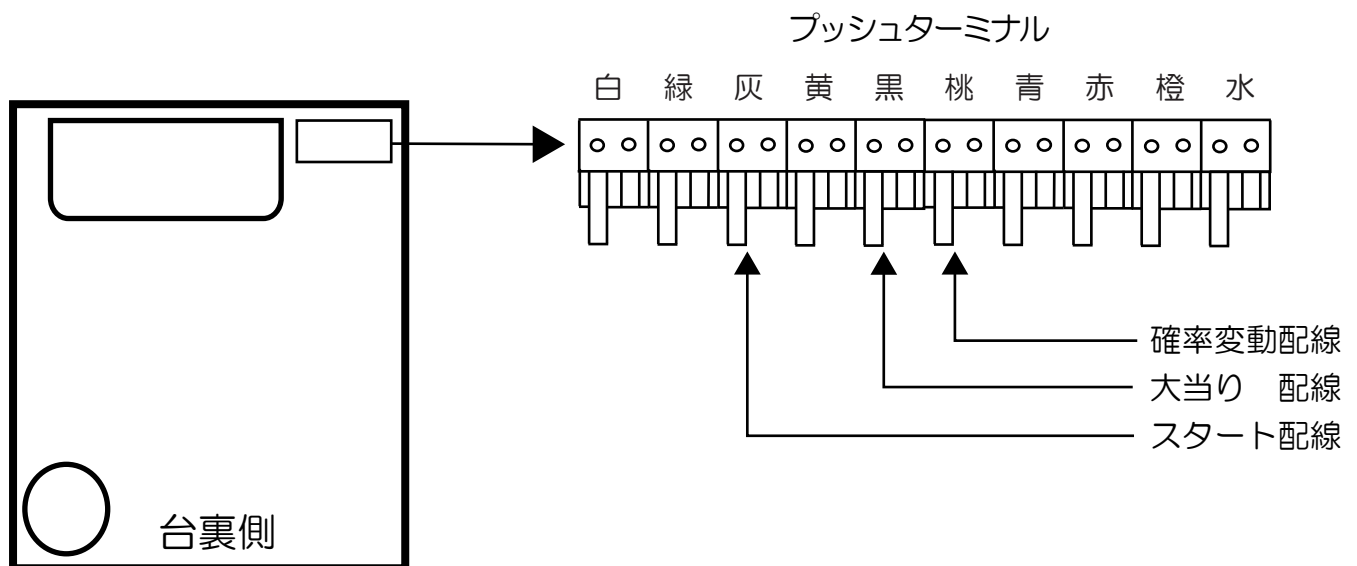 プッシュターミナル
白 緑 灰 黄 黒 桃 青 赤 橙 水
確率変動配線
大当り　配線
スタート配線
台裏側